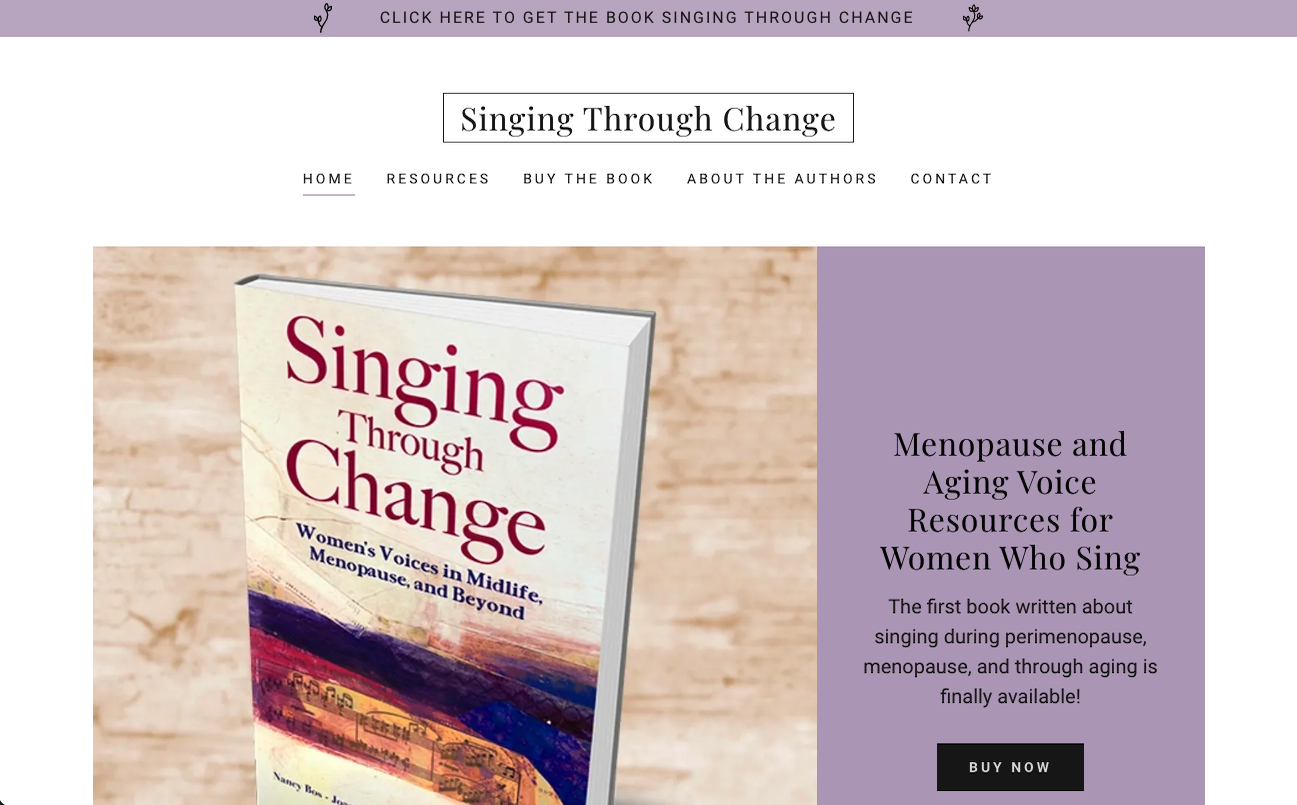 CLICK HERE TO GET THE BOOK SINGING THROUGH CHANGE
Singing Through Change
HOME RESOURCES BUY THE BOOK ABOUT THE AUTHORS CONTACT
Singing
Through
Change
Women's Voices in Midlife,
Menopause, and Beyond
Nancy Bos -
Menopause and
Aging Voice
Resources for
Women Who Sing
The first book written about
singing during perimenopause,
menopause, and through aging is
finally available!
BUY NOW